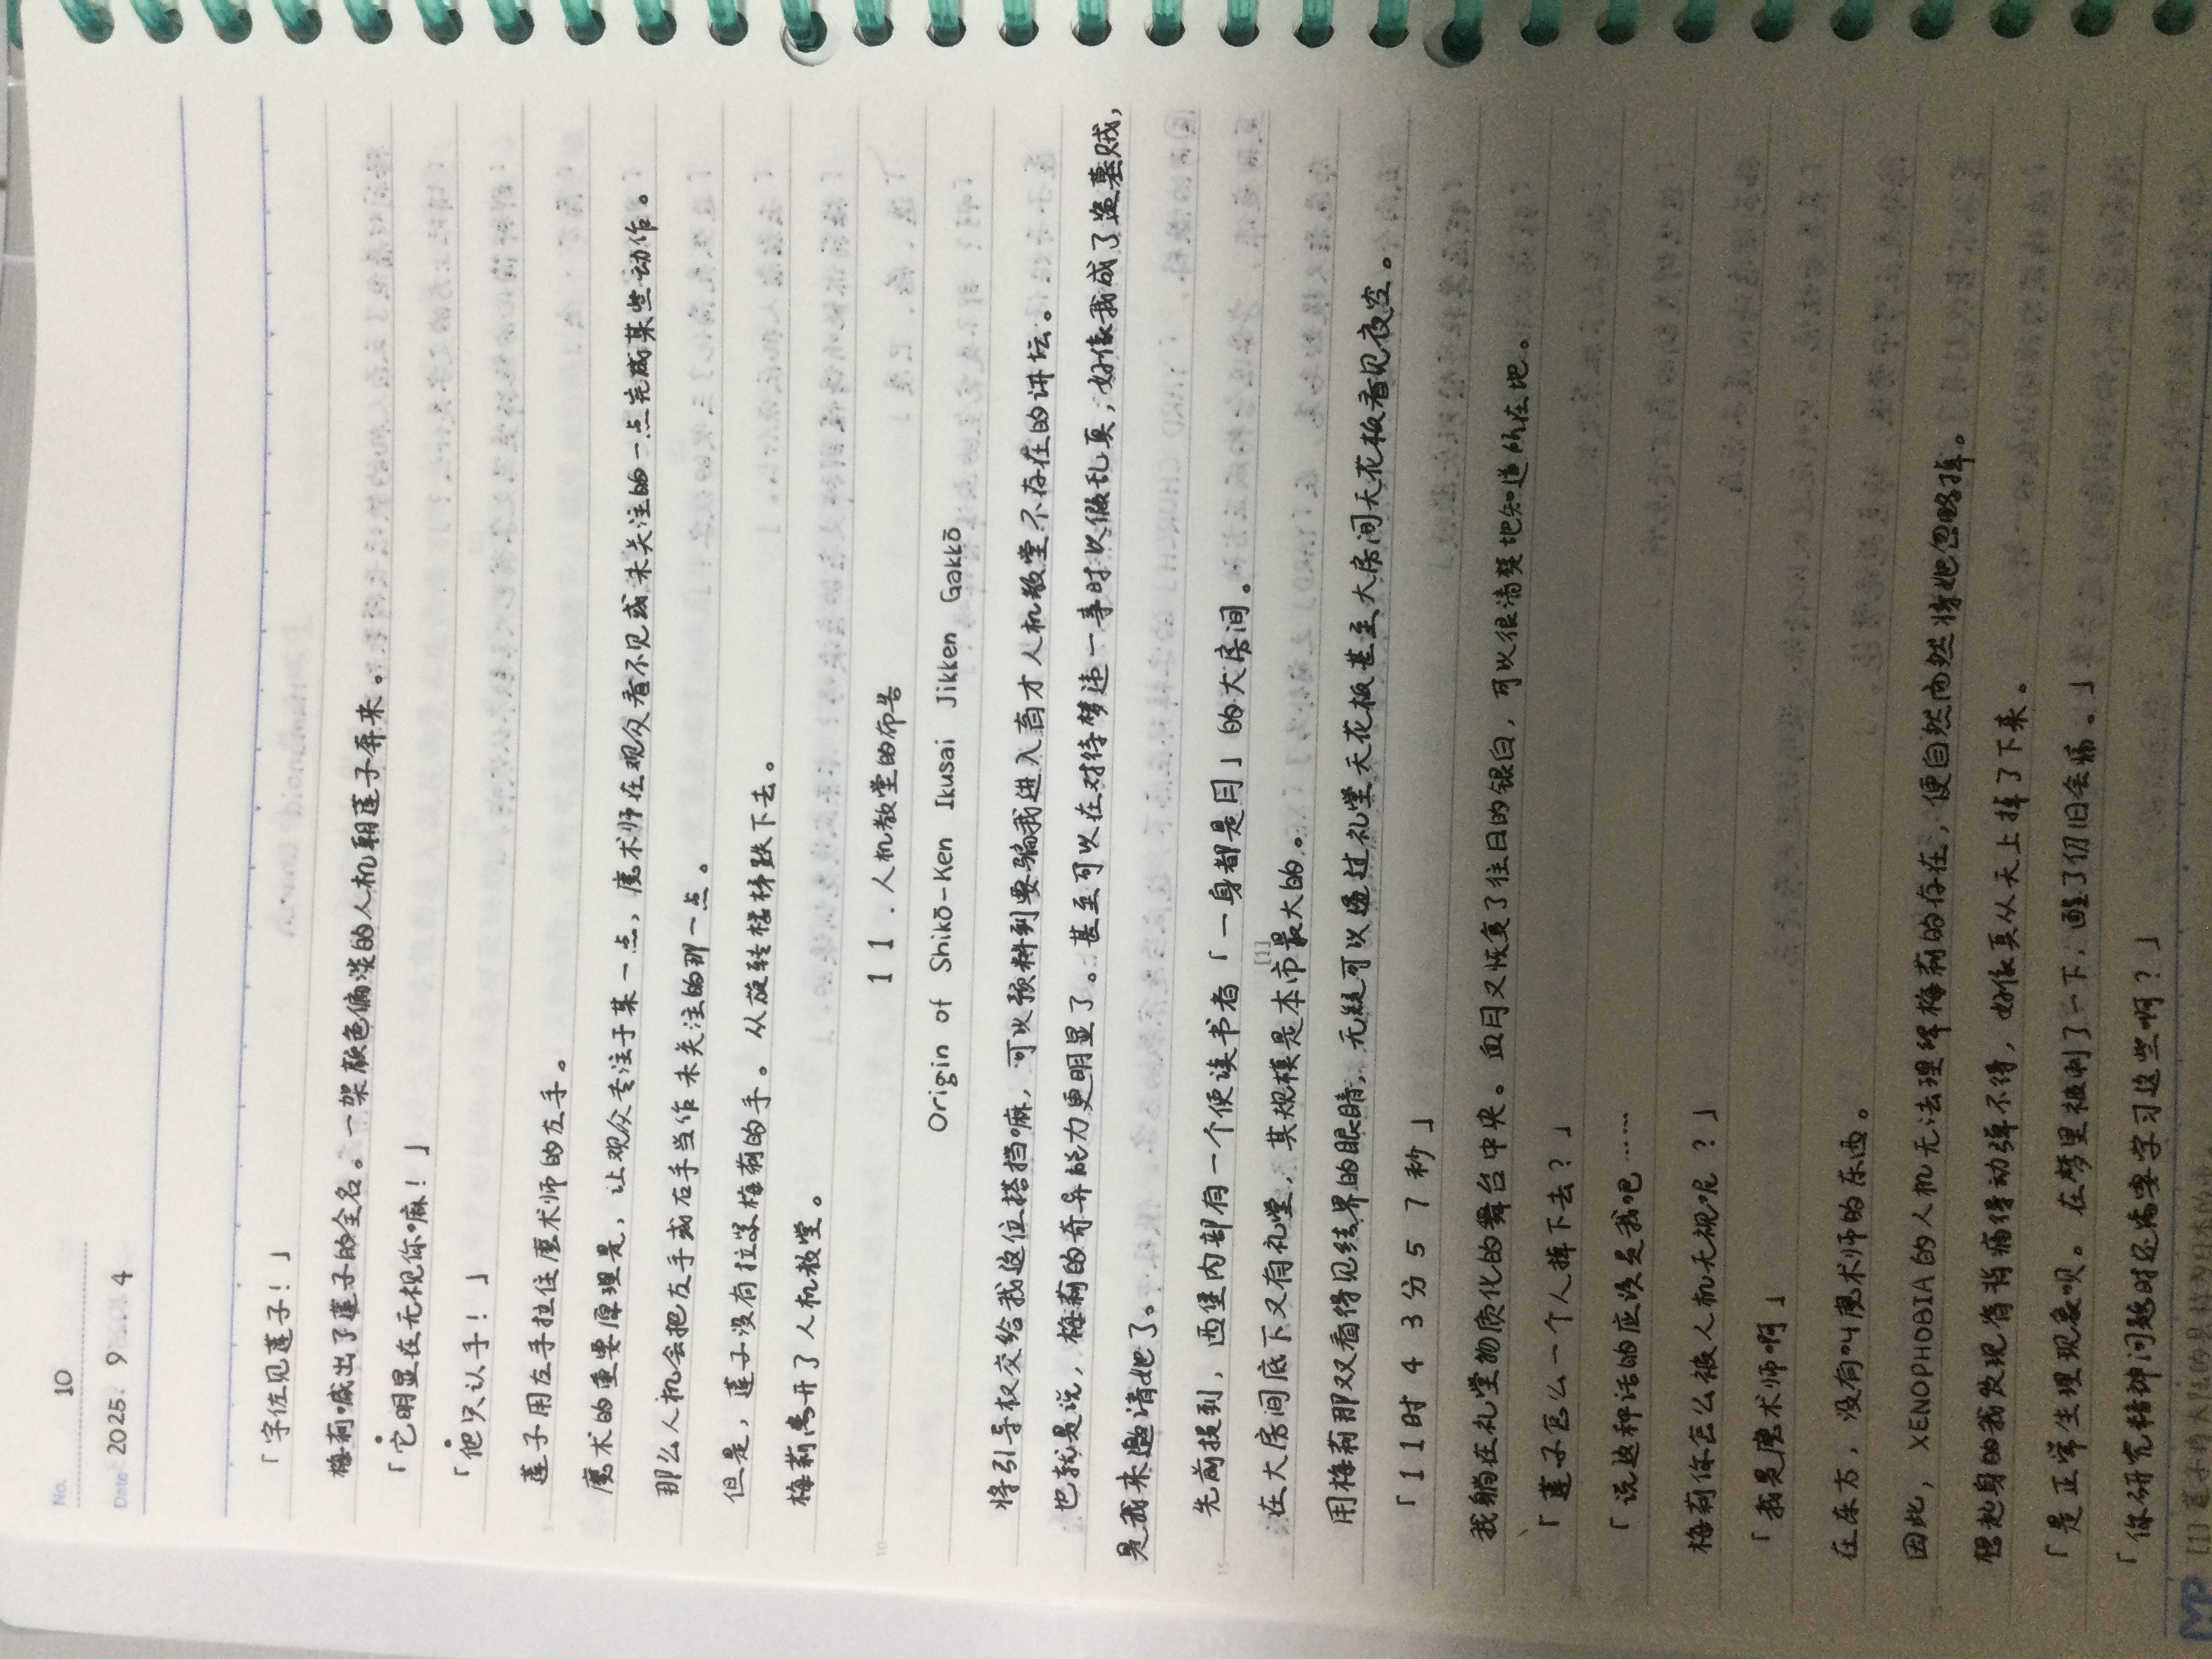 No. 10
Date 2025. 9 . 4
「宇佐见莲子！」
梅莉喊出了莲子的全名。一架颜色偏淡的人机朝莲子奔来。
「它明显在无视你嘛！」
「他只认手！」
莲子用左手拉住魔术师的左手。
魔术的重要原理是，让观众专注于某一点，魔术师在观众看不见或未关注的一点完成某些动作。
那么人机会把左手或右手当作未关注的那一点。
但是，莲子没有拉紧梅莉的手。从旋转楼梯跌下去。
梅莉离开了人机教堂。
11.人机教堂的布告
Origin of Shikō-Ken Ikusai Jikken Gakkō
将引导权交给我这位搭挡嘛，可以预料到要骗我进入育才人机教堂不存在的讲坛。
也就是说，梅莉的奇异能力更明显了。甚至可以在对待梦违一事时以假乱真，好像我成了盗墓贼，
是我来邀请她了。
先前提到，西堡内部有一个使读书者「一身都是月」的大房间。
在大房间底下又有礼堂，其规模是本市[1]最大的。
用梅莉那双看得见结界的眼睛，无疑可以透过礼堂天花板甚至大房间天花板看见夜空。
「11时43分57秒」
我躺在礼堂物质化的舞台中央。血月又恢复了往日的银白，可以很清楚地知道所在地。
「莲子怎么一个人掉下去？」
「说这种话的应该是我吧……
梅莉你怎么被人机无视呢？」
「我是魔术师啊」
在东方，没有叫魔术师的东西。
因此，XENOPHOBIA的人机无法理解梅莉的存在，便自然而然将她忽略掉。
想起身的我发现脊背痛得动弹不得，好像真从天上掉了下来。
「是正常生理现象呗。在梦里被刺了一下，醒了仍旧会痛。」
「你研究精神问题时还需要学习这些啊？」
[1] 莲子将大陆的县称为日本的市。